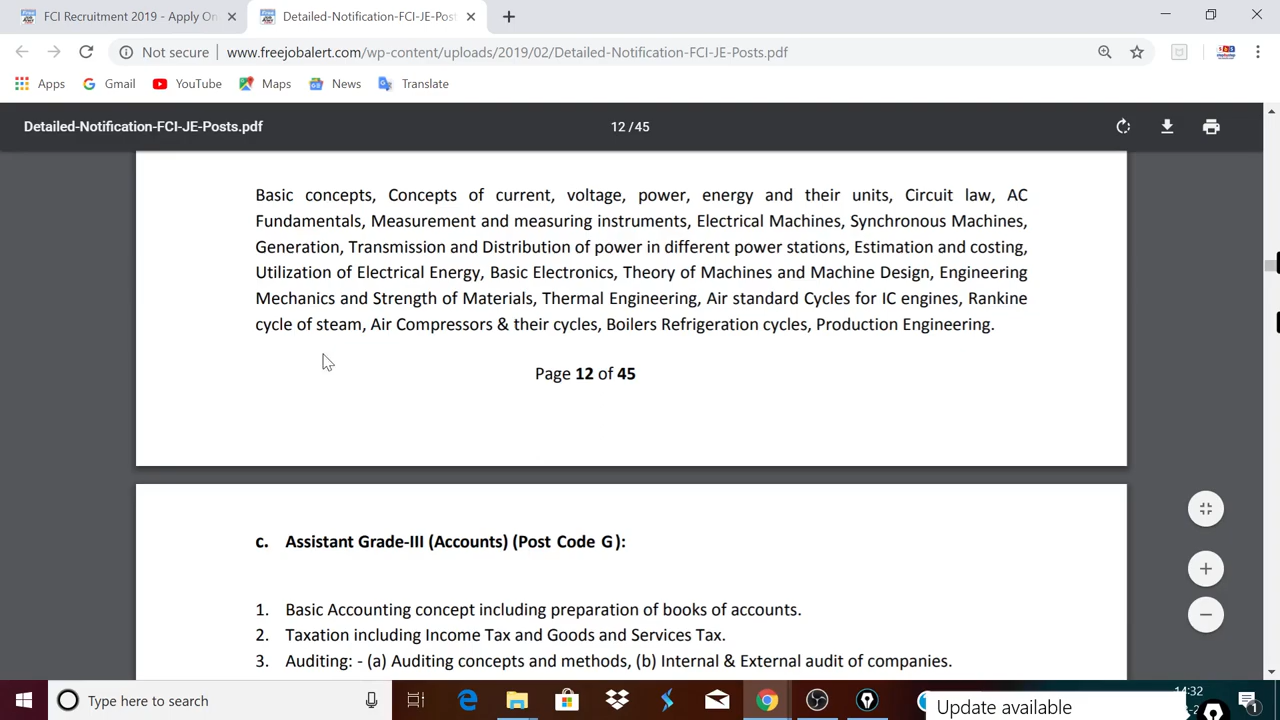 FCI Recruitment 2019 - Apply On
Detailed-Notification-FCI-JE-Post
Not secure
www.freejobalert.com/wp-content/uploads/2019/02/Detailed-Notification-FCI-JE-Posts.pdf
Apps
Gmail
YouTube
Maps
News
Translate
Detailed-Notification-FCI-JE-Posts.pdf
12 / 45
Basic concepts, Concepts of current, voltage, power, energy and their units, Circuit law, AC
Fundamentals, Measurement and measuring instruments, Electrical Machines, Synchronous Machines,
Generation, Transmission and Distribution of power in different power stations, Estimation and costing,
Utilization of Electrical Energy, Basic Electronics, Theory of Machines and Machine Design, Engineering
Mechanics and Strength of Materials, Thermal Engineering, Air standard Cycles for IC engines, Rankine
cycle of steam, Air Compressors & their cycles, Boilers Refrigeration cycles, Production Engineering.
Page 12 of 45
c. Assistant Grade-III (Accounts) (Post Code G):
1. Basic Accounting concept including preparation of books of accounts.
2. Taxation including Income Tax and Goods and Services Tax.
3. Auditing: - (a) Auditing concepts and methods, (b) Internal & External audit of companies.
Type here to search
14:32
Update available